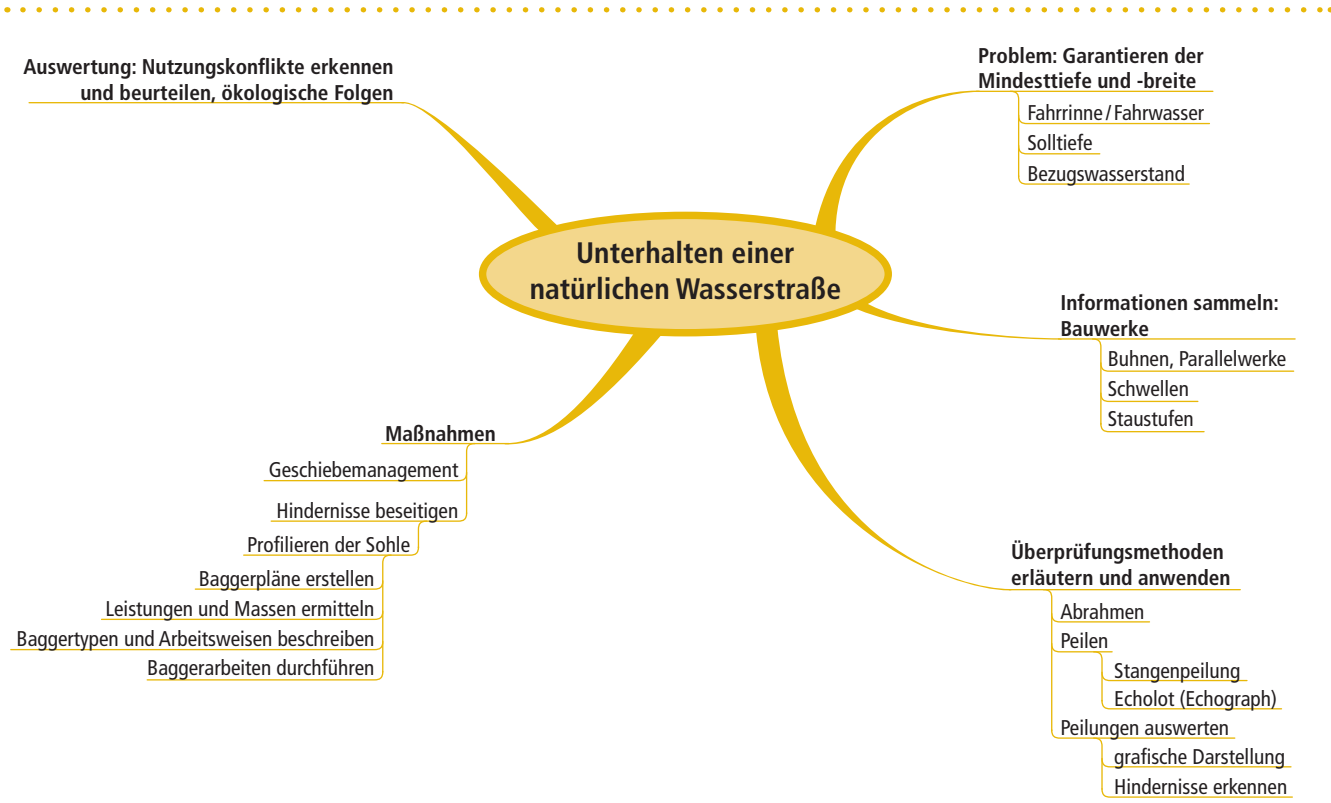 Auswertung: Nutzungskonflikte erkennen
und beurteilen, ökologische Folgen
Problem: Garantieren der
Mindesttiefe und -breite
Fahrrinne/Fahrwasser
Solltiefe
Bezugswasserstand
Unterhalten einer
natürlichen Wasserstraße
Informationen sammeln:
Bauwerke
Buhnen, Parallelwerke
Schwellen
Staustufen
Maßnahmen
Geschiebemanagement
Hindernisse beseitigen
Profilieren der Sohle
Baggerpläne erstellen
Leistungen und Massen ermitteln
Baggertypen und Arbeitsweisen beschreiben
Baggerarbeiten durchführen
Überprüfungsmethoden
erläutern und anwenden
Abrahmen
Peilen
Stangenpeilung
Echolot (Echograph)
Peilungen auswerten
grafische Darstellung
Hindernisse erkennen